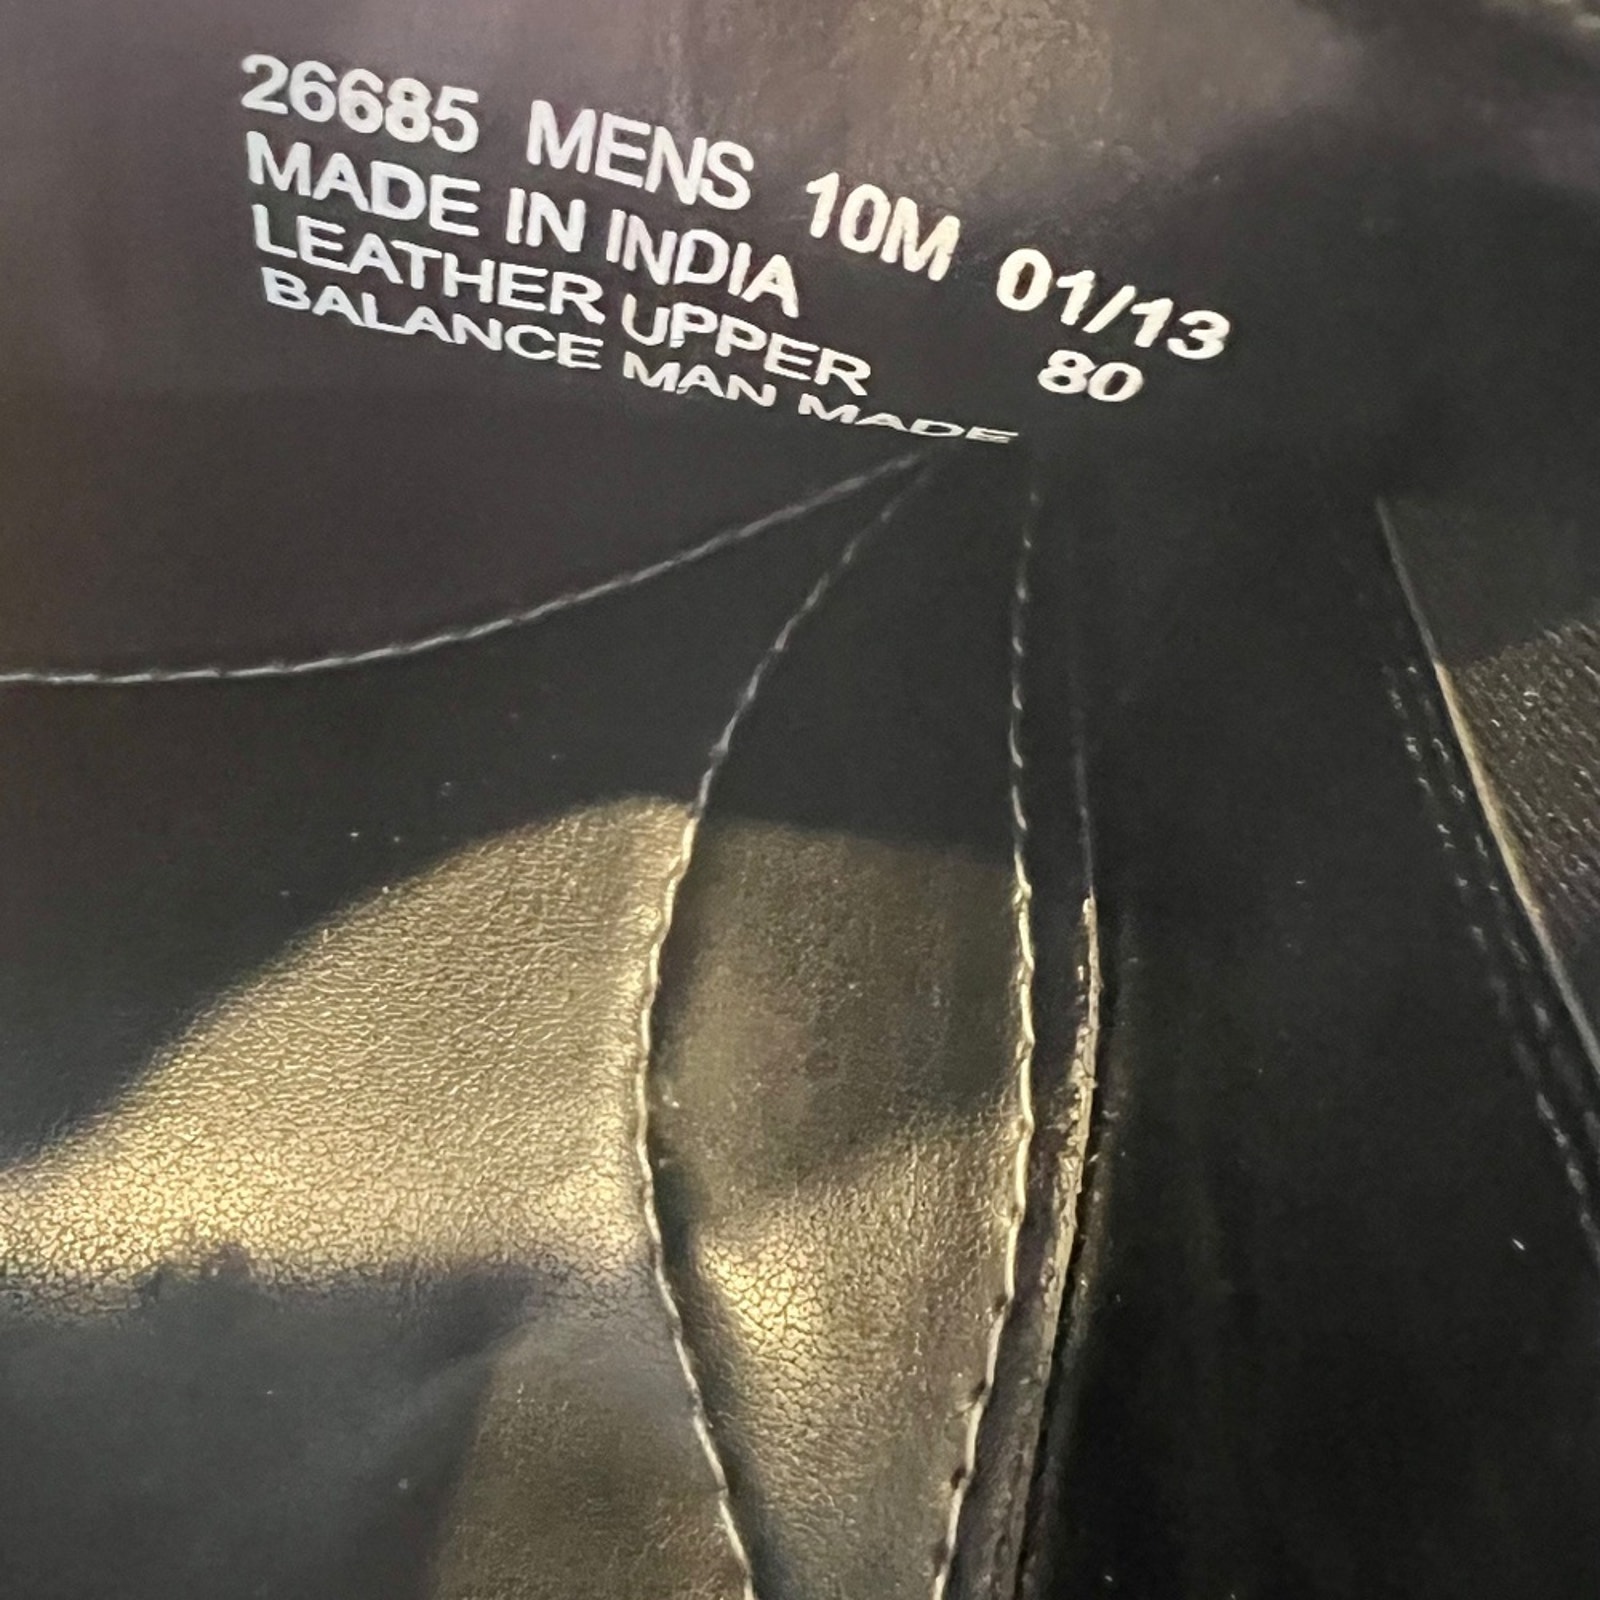 26685 MENS 10M 01/13
MADE IN INDIA 80
LEATHER UPPER
BALANCE MAN MADE